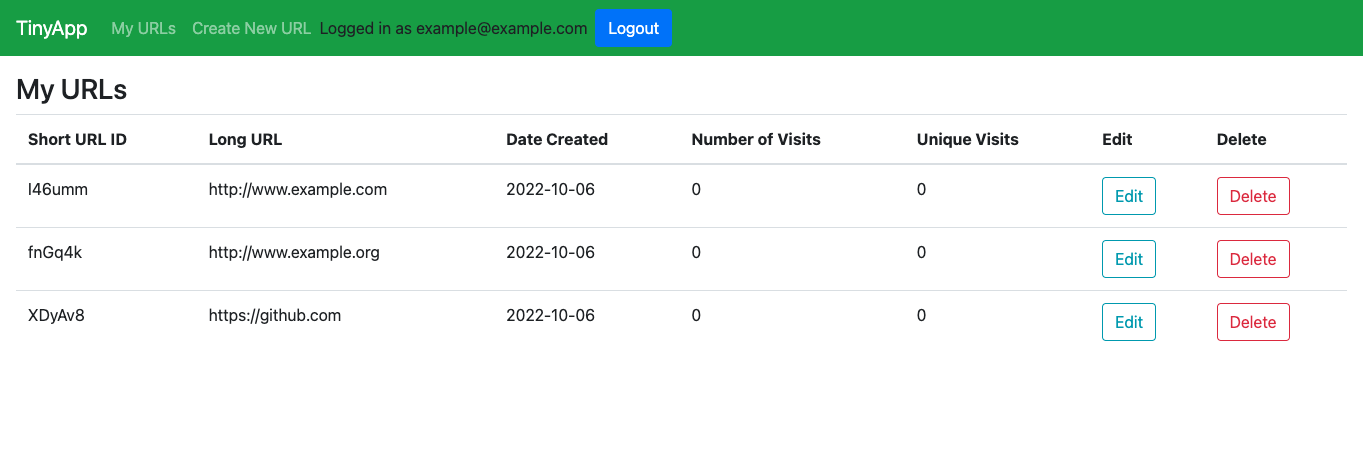 TinyApp My URLs Create New URL Logged in as example@example.com Logout
My URLs
Short URL ID Long URL Date Created Number of Visits Unique Visits Edit Delete
l46umm http://www.example.com 2022-10-06 0 0 Edit Delete
fnGq4k http://www.example.org 2022-10-06 0 0 Edit Delete
XDyAv8 https://github.com 2022-10-06 0 0 Edit Delete